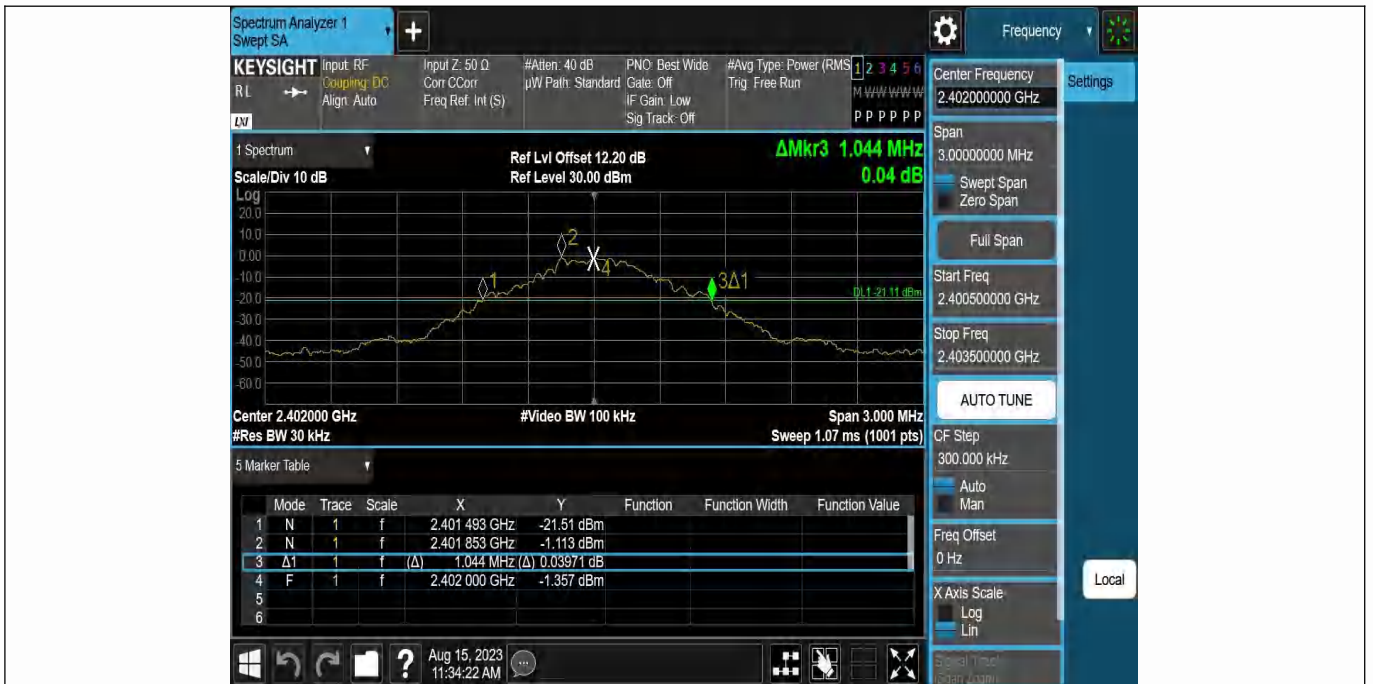 Spectrum Analyzer 1
Swept SA
Frequency
KEYSIGHT
RL
LXI
Input: RF
Coupling: DC
Align: Auto
Input Z: 50 Ω
Corr CCorr
Freq Ref: Int (S)
#Atten: 40 dB
µW Path: Standard
PNO: Best Wide
Gate: Off
IF Gain: Low
Sig Track: Off
#Avg Type: Power (RMS
Trig: Free Run
1 2 3 4 5 6
M W W W W W
P P P P P P
Center Frequency
2.402000000 GHz
Settings
Span
3.00000000 MHz
Swept Span
Zero Span
Full Span
Start Freq
2.400500000 GHz
Stop Freq
2.403500000 GHz
AUTO TUNE
CF Step
300.000 kHz
Auto
Man
Freq Offset
0 Hz
X Axis Scale
Log
Lin
Signal Track
(Span Zoom)
Local
1 Spectrum
Scale/Div 10 dB
Ref Lvl Offset 12.20 dB
Ref Level 30.00 dBm
ΔMkr3 1.044 MHz
0.04 dB
Log
20.0
10.0
0.00
-10.0
-20.0
-30.0
-40.0
-50.0
-60.0
1
2
4
3Δ1
DL1 -21.11 dBm
Center 2.402000 GHz
#Video BW 100 kHz
Span 3.000 MHz
#Res BW 30 kHz
Sweep 1.07 ms (1001 pts)
5 Marker Table
Mode Trace Scale X Y Function Function Width Function Value
1 N 1 f 2.401 493 GHz -21.51 dBm
2 N 1 f 2.401 853 GHz -1.113 dBm
3 Δ1 1 f (Δ) 1.044 MHz (Δ) 0.03971 dB
4 F 1 f 2.402 000 GHz -1.357 dBm
5
6
?
Aug 15, 2023
11:34:22 AM